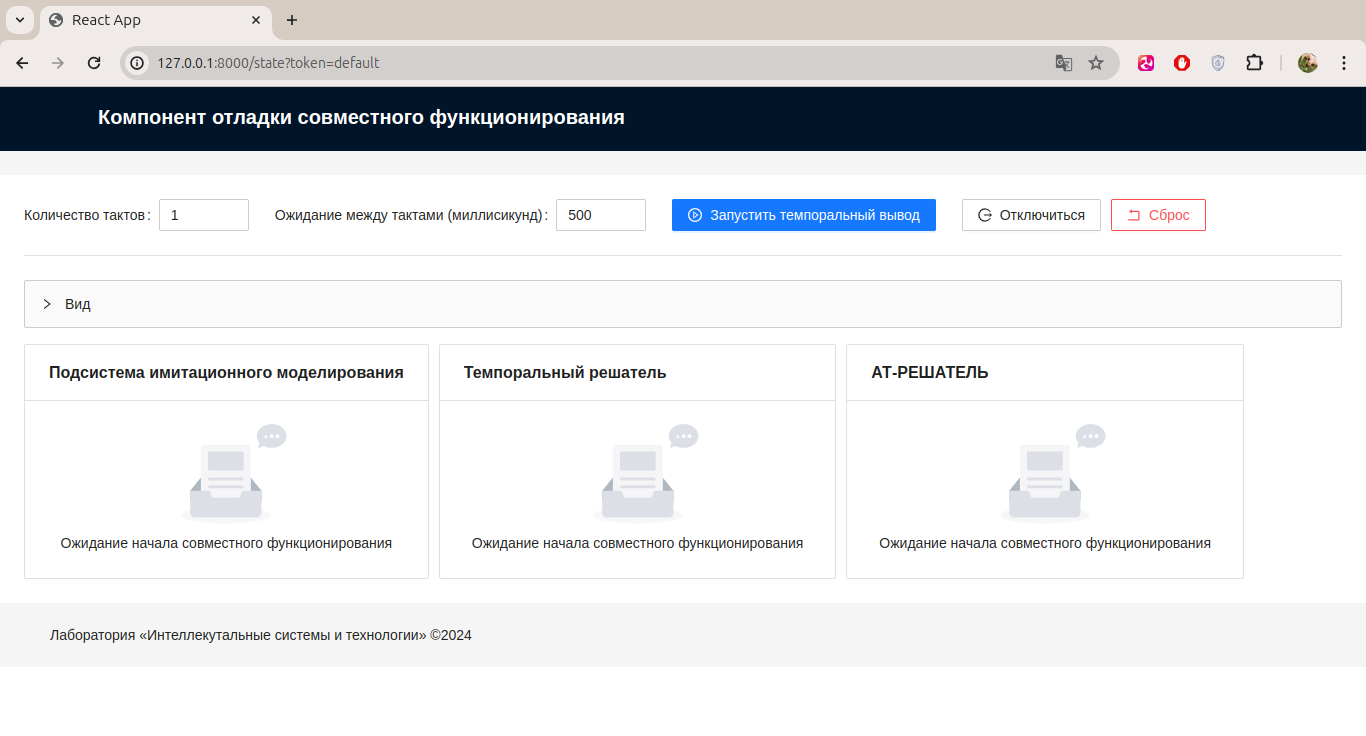 React App
127.0.0.1:8000/state?token=default
Компонент отладки совместного функционирования
Количество тактов: 1 Ожидание между тактами (миллисикунд): 500 Запустить темпоральный вывод Отключиться Сброс
Вид
Подсистема имитационного моделирования Темпоральный решатель АТ-РЕШАТЕЛЬ
Ожидание начала совместного функционирования Ожидание начала совместного функционирования Ожидание начала совместного функционирования
Лаборатория «Интеллекутальные системы и технологии» ©2024